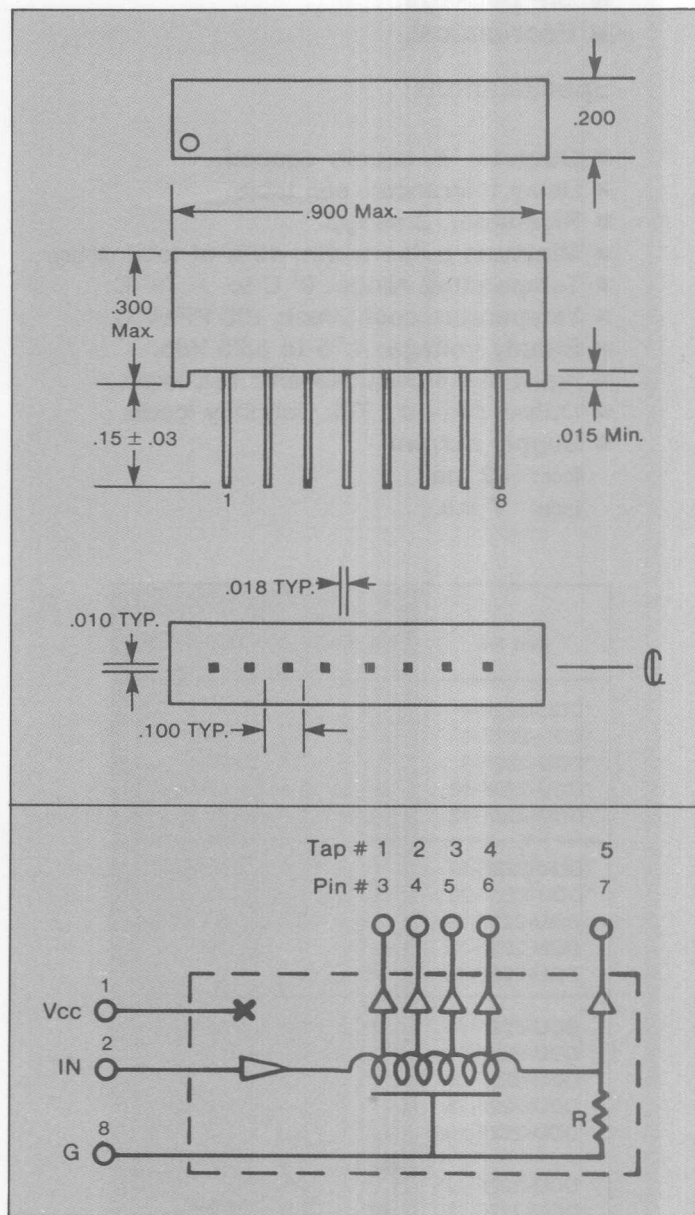 .200
.900 Max.
.300
Max.
.15 ± .03
.015 Min.
1 8
.018 TYP.
.010 TYP.
℄
.100 TYP.
Tap # 1 2 3 4 5
Pin # 3 4 5 6 7
1
Vcc
2
IN
R
8
G